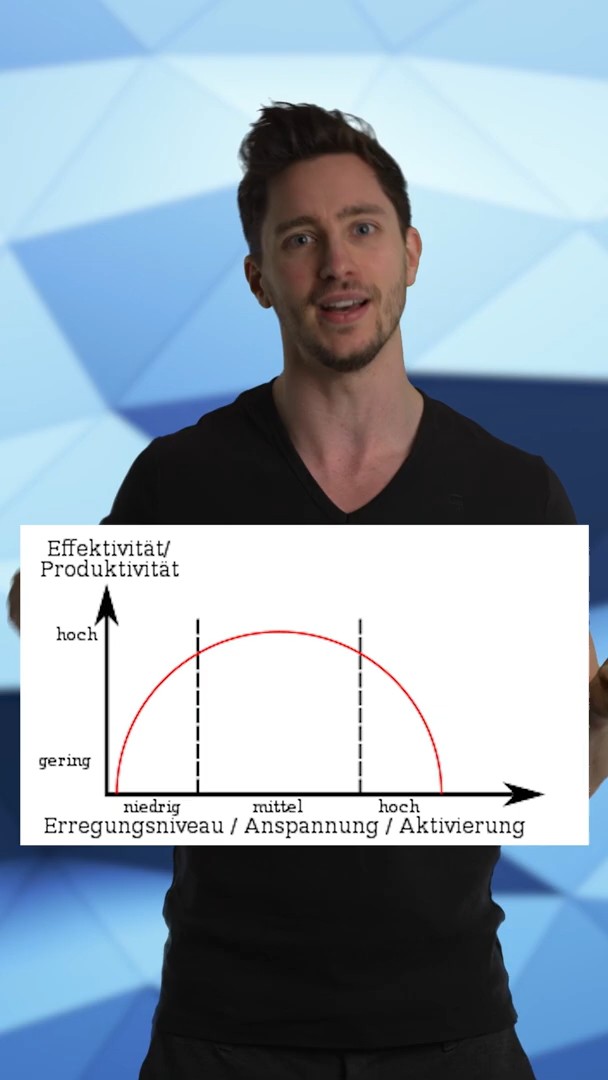 Effektivität/
Produktivität
hoch
gering
niedrig mittel hoch
Erregungsniveau / Anspannung / Aktivierung